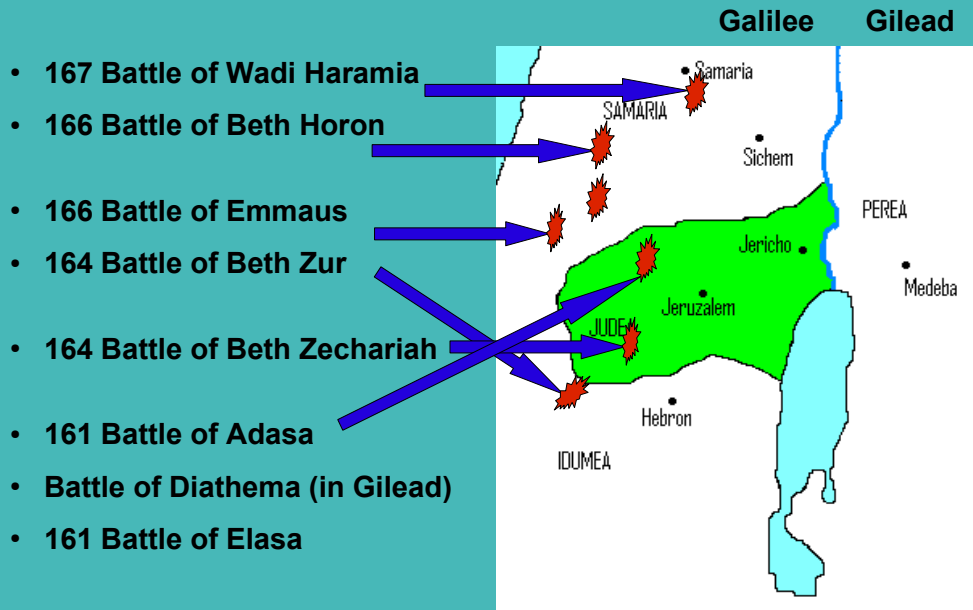 Galilee Gilead
• 167 Battle of Wadi Haramia
• 166 Battle of Beth Horon
• 166 Battle of Emmaus
• 164 Battle of Beth Zur
• 164 Battle of Beth Zechariah
• 161 Battle of Adasa
• Battle of Diathema (in Gilead)
• 161 Battle of Elasa
Samaria
SAMARIA
Sichem
PEREA
Jericho
Medeba
Jeruzalem
JUDE
Hebron
IDUMEA